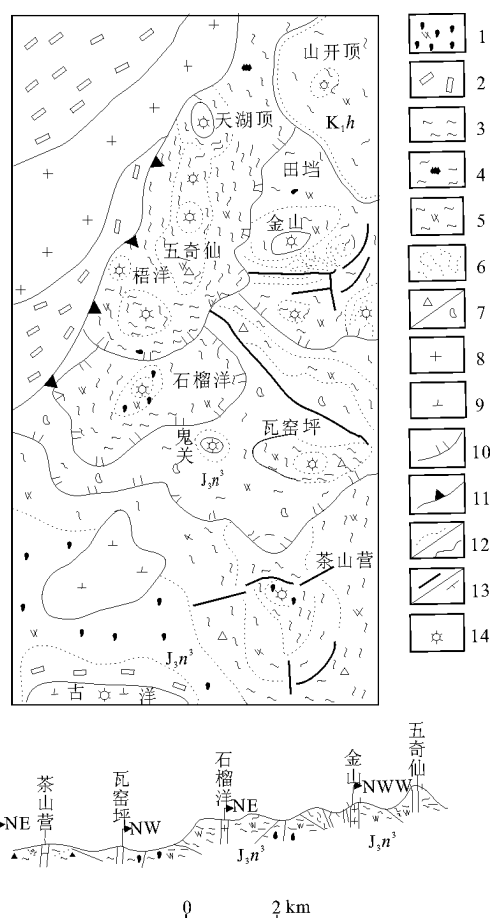 山开顶
天湖顶
K₁h
田垱
金山
五奇仙
梧洋
石榴洋
鬼关
瓦窑坪
J₃n³
茶山营
J₃n³
古洋
1
2
3
4
5
6
7
8
9
10
11
12
13
14
茶山营
瓦窑坪
石榴洋
金山
五奇仙
NE
NW
NE
NWW
J₃n³
J₃n³
0 2 km